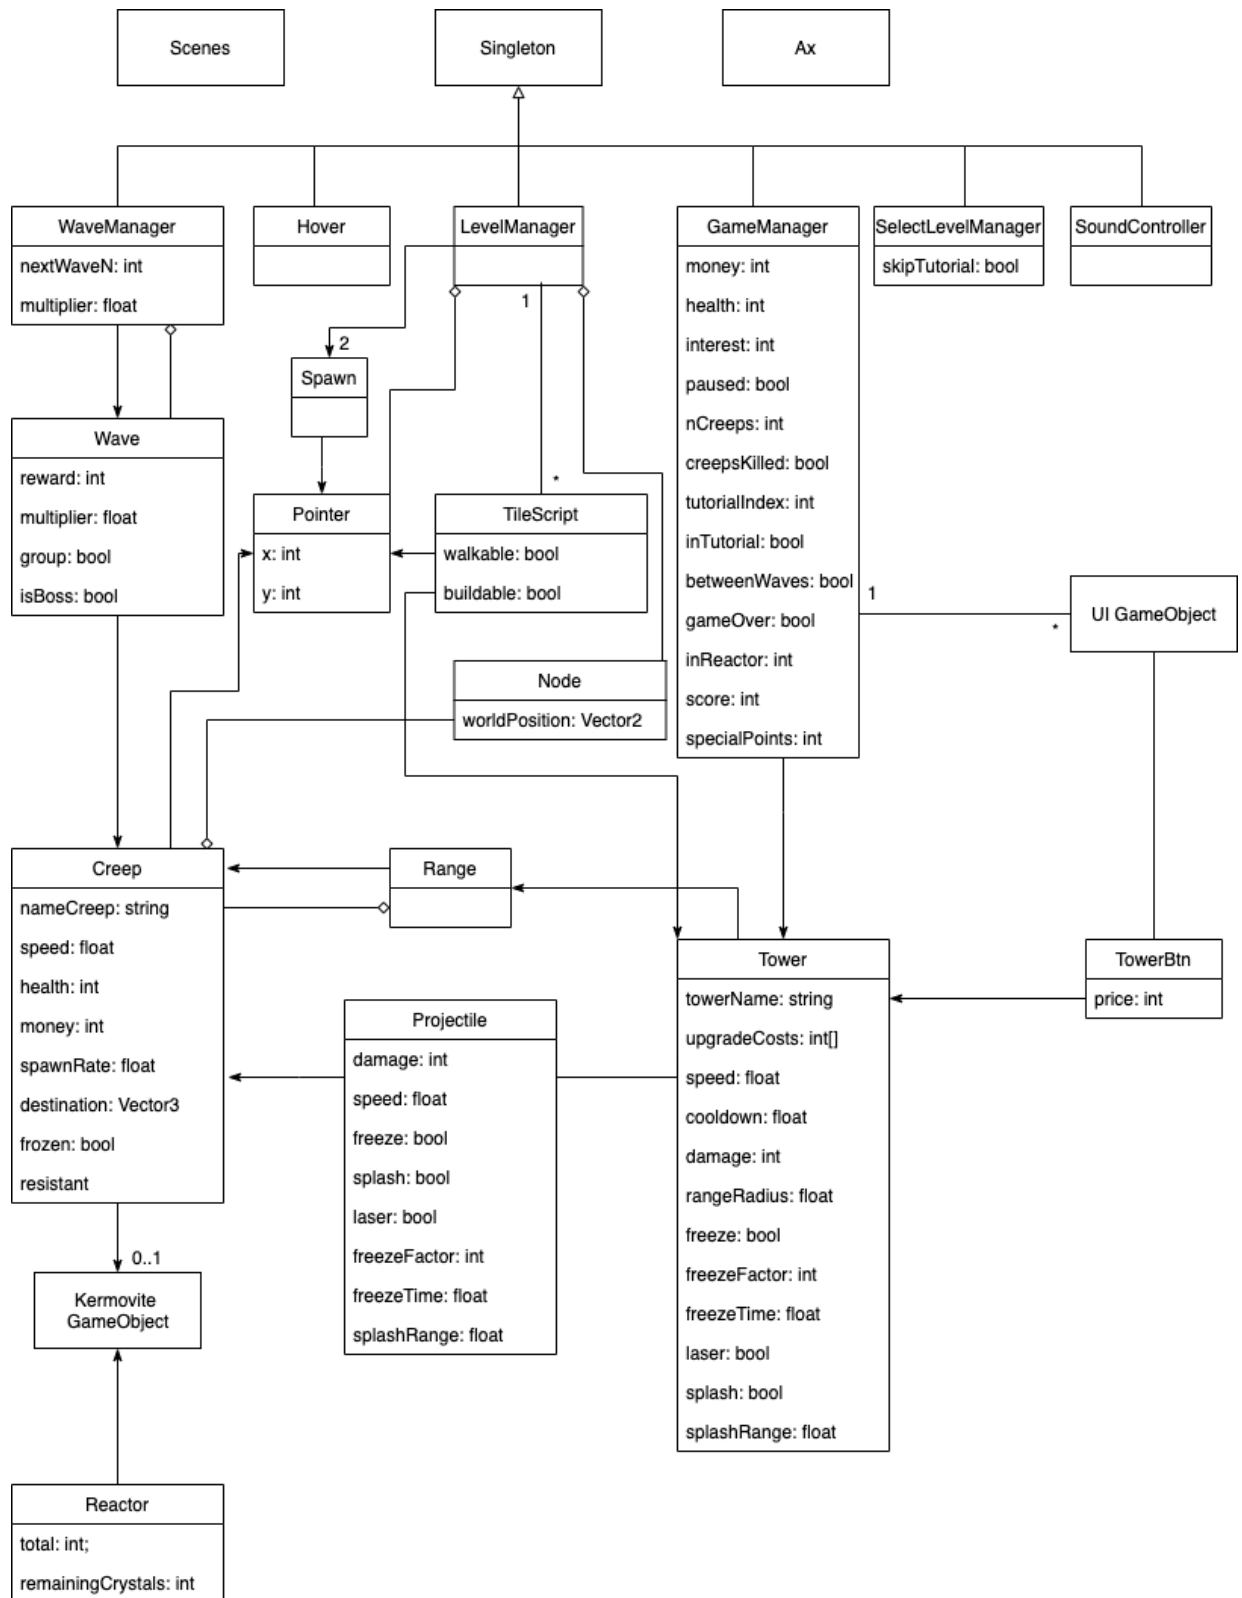 Scenes
Singleton
Ax
WaveManager
nextWaveN: int
multiplier: float
Hover
LevelManager
1
GameManager
money: int
health: int
interest: int
paused: bool
nCreeps: int
creepsKilled: bool
tutorialIndex: int
inTutorial: bool
betweenWaves: bool
gameOver: bool
inReactor: int
score: int
specialPoints: int
SelectLevelManager
skipTutorial: bool
SoundController
2
Spawn
Wave
reward: int
multiplier: float
group: bool
isBoss: bool
Pointer
x: int
y: int
*
TileScript
walkable: bool
buildable: bool
1
*
UI GameObject
Node
worldPosition: Vector2
Creep
nameCreep: string
speed: float
health: int
money: int
spawnRate: float
destination: Vector3
frozen: bool
resistant
Range
Projectile
damage: int
speed: float
freeze: bool
splash: bool
laser: bool
freezeFactor: int
freezeTime: float
splashRange: float
Tower
towerName: string
upgradeCosts: int[]
speed: float
cooldown: float
damage: int
rangeRadius: float
freeze: bool
freezeFactor: int
freezeTime: float
laser: bool
splash: bool
splashRange: float
TowerBtn
price: int
0..1
Kermovite
GameObject
Reactor
total: int;
remainingCrystals: int